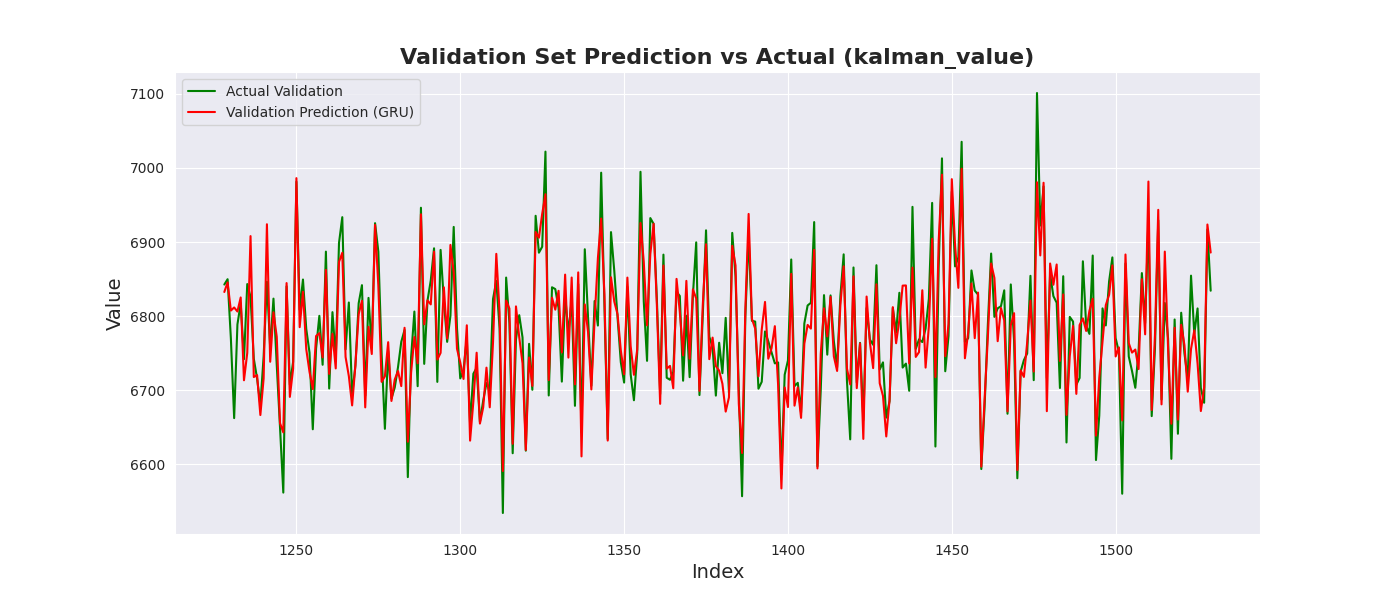 Validation Set Prediction vs Actual (kalman_value)
Actual Validation
Validation Prediction (GRU)
Value
7100
7000
6900
6800
6700
6600
1250 1300 1350 1400 1450 1500
Index